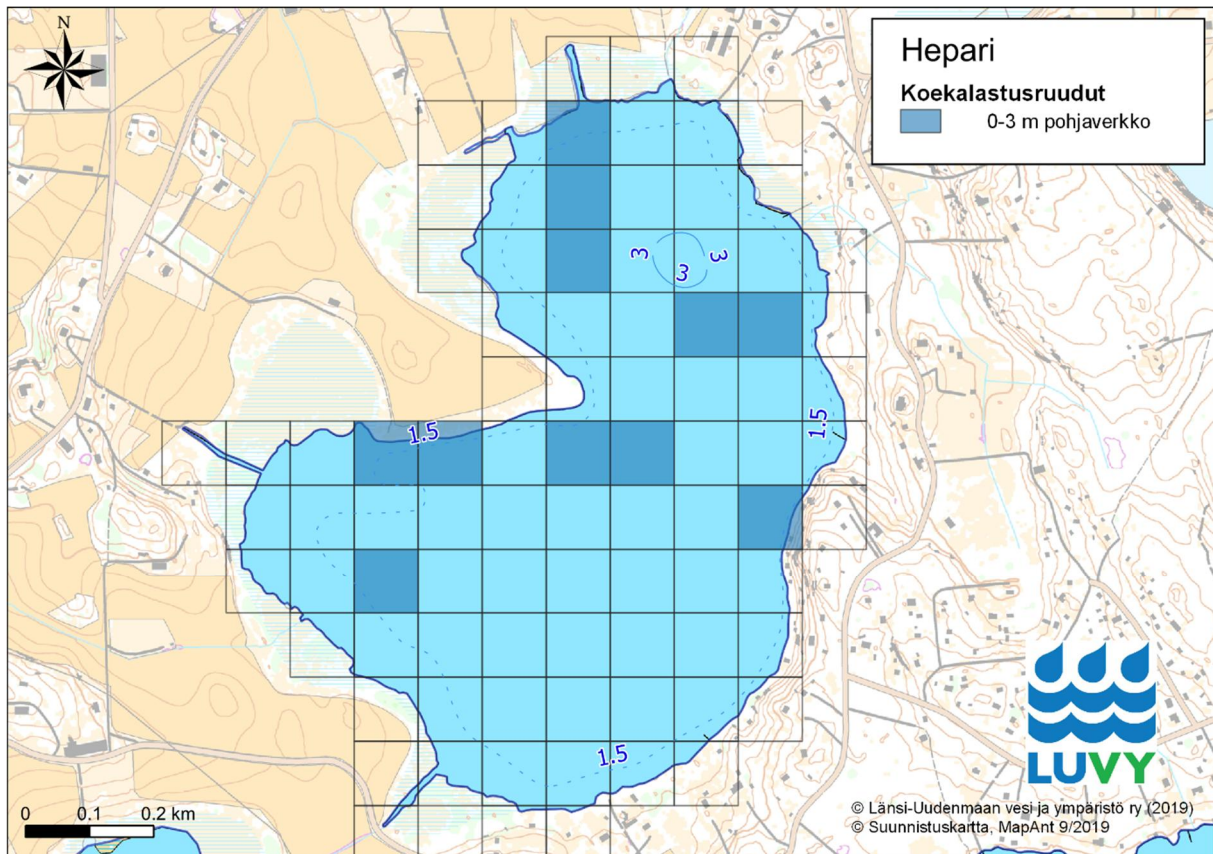 N
Hepari
Koekalastusruudut
0-3 m pohjaverkko
3
3
3
1.5
1.5
1.5
LUVY
0 0.1 0.2 km
© Länsi-Uudenmaan vesi ja ympäristö ry (2019)
© Suunnistuskartta, MapAnt 9/2019